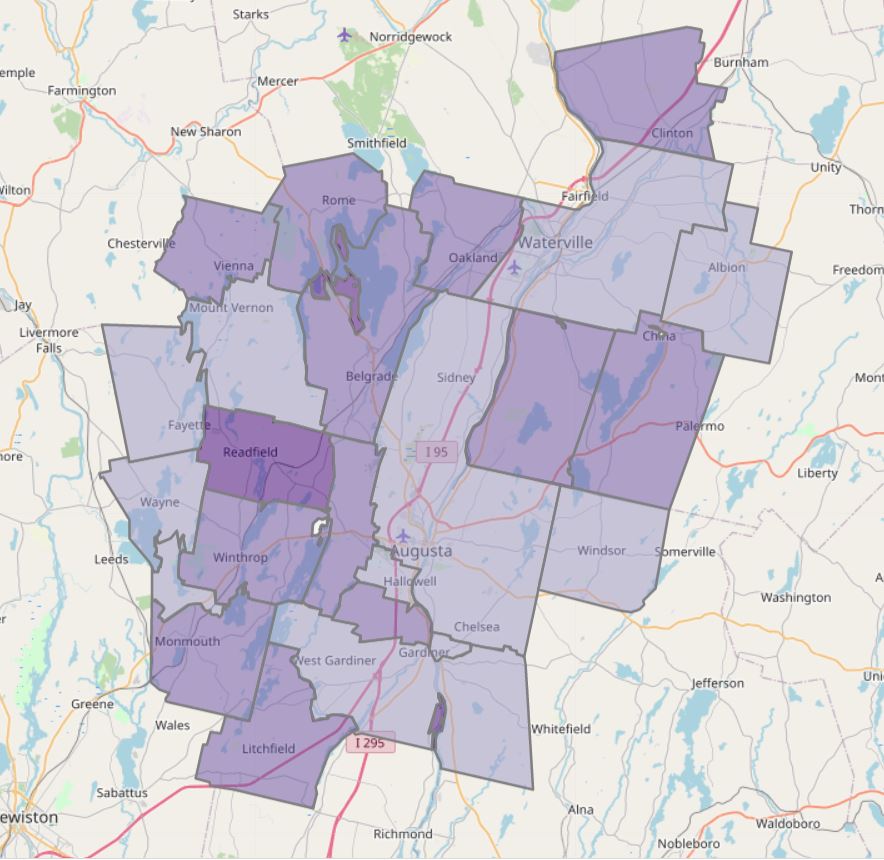 Starks
Norridgewock
Burnham
emple
Mercer
Farmington
New Sharon
Clinton
Smithfield
Unity
Wilton
Rome
Fairfield
Thorn
Chesterville
Waterville
Vienna
Oakland
Albion
Freedom
Jay
Mount Vernon
Livermore
Falls
China
Belgrade
Sidney
Mont
Fayette
Palermo
Readfield
I 95
more
Liberty
Wayne
Augusta
Windsor
Somerville
Leeds
Winthrop
Hallowell
Washington
er
Chelsea
Monmouth
Gardiner
West Gardiner
Jefferson
Uni
Greene
Wales
Whitefield
Litchfield
I 295
Sabattus
Alna
ewiston
Richmond
Waldoboro
Nobleboro